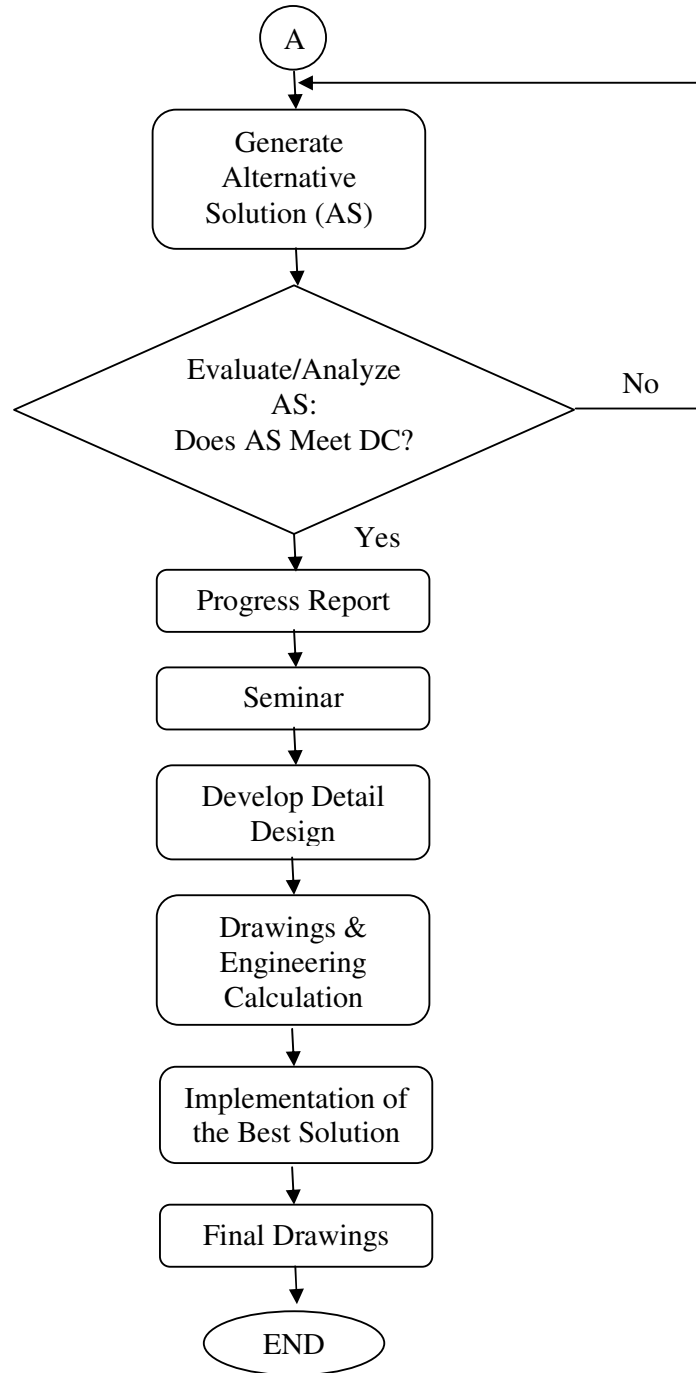 A
Generate
Alternative
Solution (AS)
Evaluate/Analyze
AS:
Does AS Meet DC?
No
Yes
Progress Report
Seminar
Develop Detail
Design
Drawings &
Engineering
Calculation
Implementation of
the Best Solution
Final Drawings
END